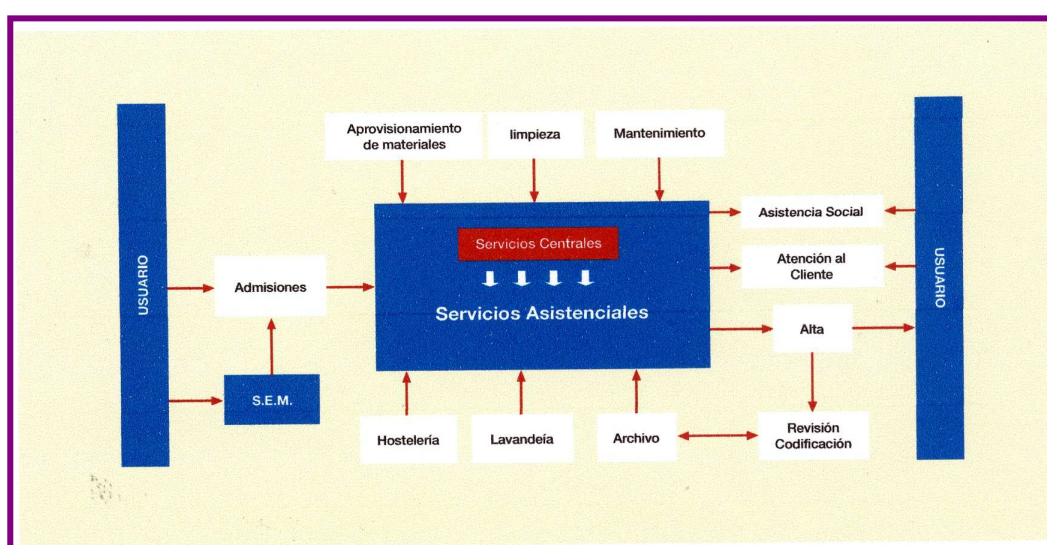 Aprovisionamiento
de materiales
limpieza
Mantenimiento
USUARIO
Admisiones
S.E.M.
Servicios Centrales
Servicios Asistenciales
Asistencia Social
Atención al
Cliente
Alta
Revisión
Codificación
USUARIO
Hostelería
Lavandeía
Archivo